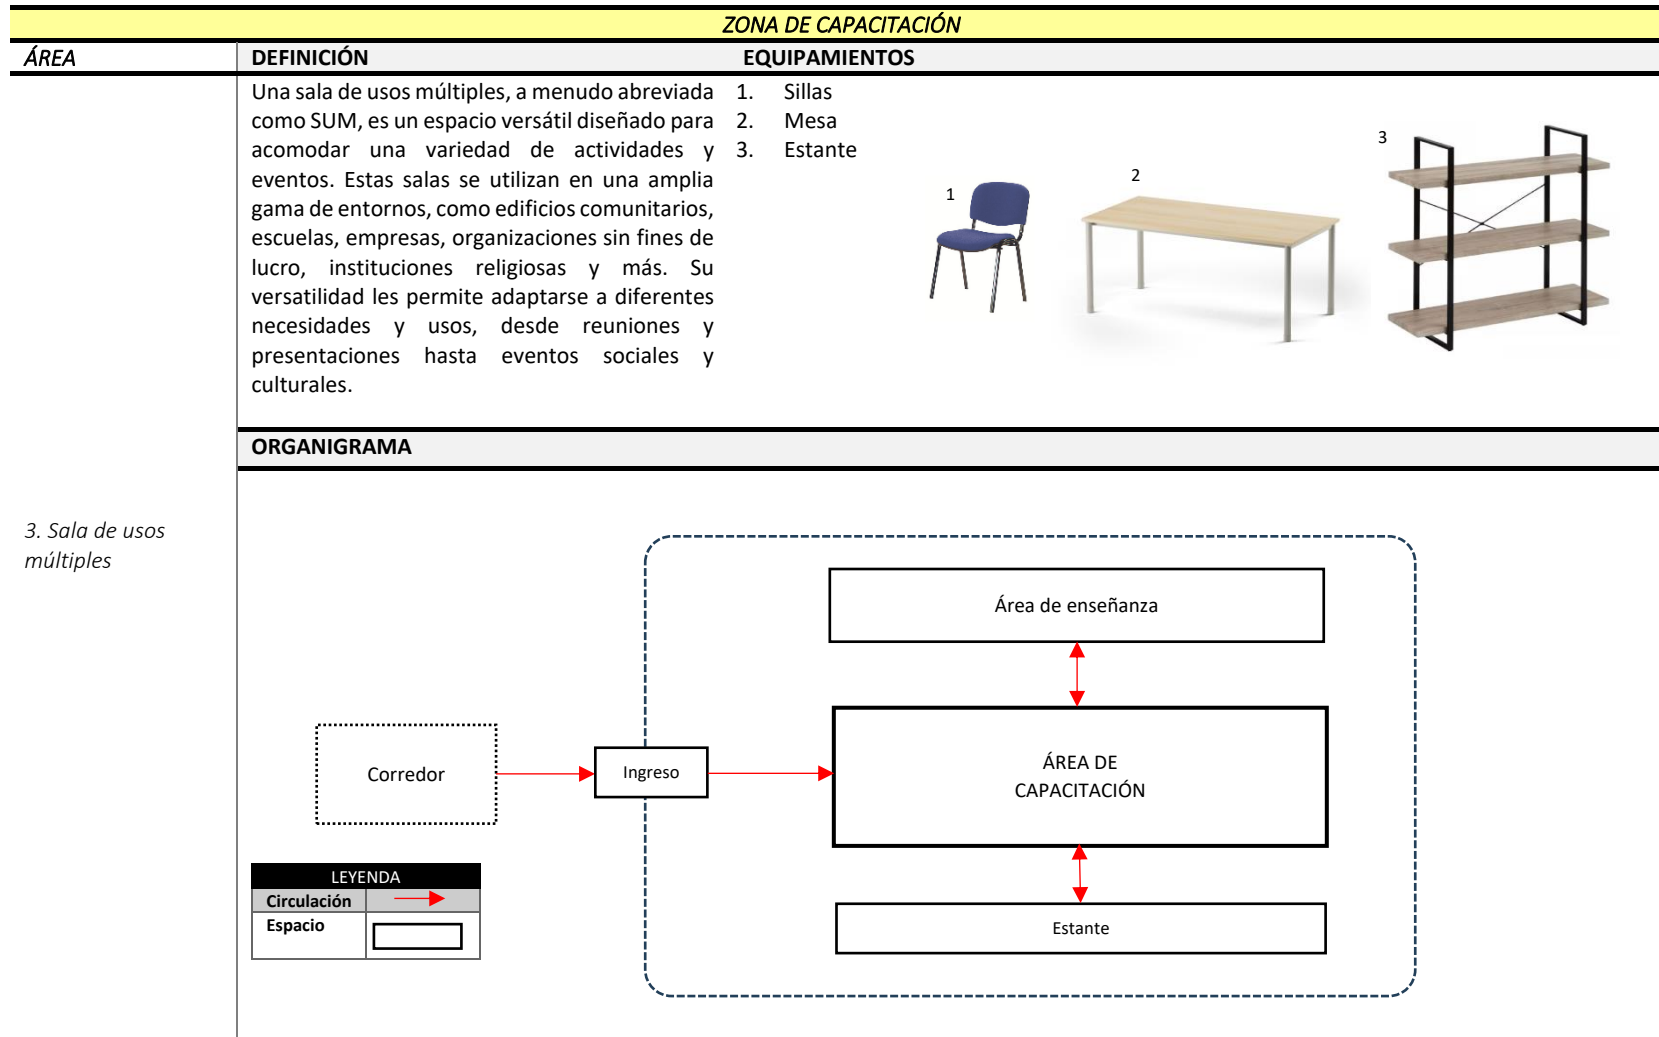 ZONA DE CAPACITACIÓN
ÁREA
DEFINICIÓN
EQUIPAMIENTOS
Una sala de usos múltiples, a menudo abreviada
como SUM, es un espacio versátil diseñado para
acomodar una variedad de actividades y
eventos. Estas salas se utilizan en una amplia
gama de entornos, como edificios comunitarios,
escuelas, empresas, organizaciones sin fines de
lucro, instituciones religiosas y más. Su
versatilidad les permite adaptarse a diferentes
necesidades y usos, desde reuniones y
presentaciones hasta eventos sociales y
culturales.
1. Sillas
2. Mesa
3. Estante
1
2
3
ORGANIGRAMA
3. Sala de usos
múltiples
Área de enseñanza
Corredor
Ingreso
ÁREA DE
CAPACITACIÓN
Estante
LEYENDA
Circulación
Espacio